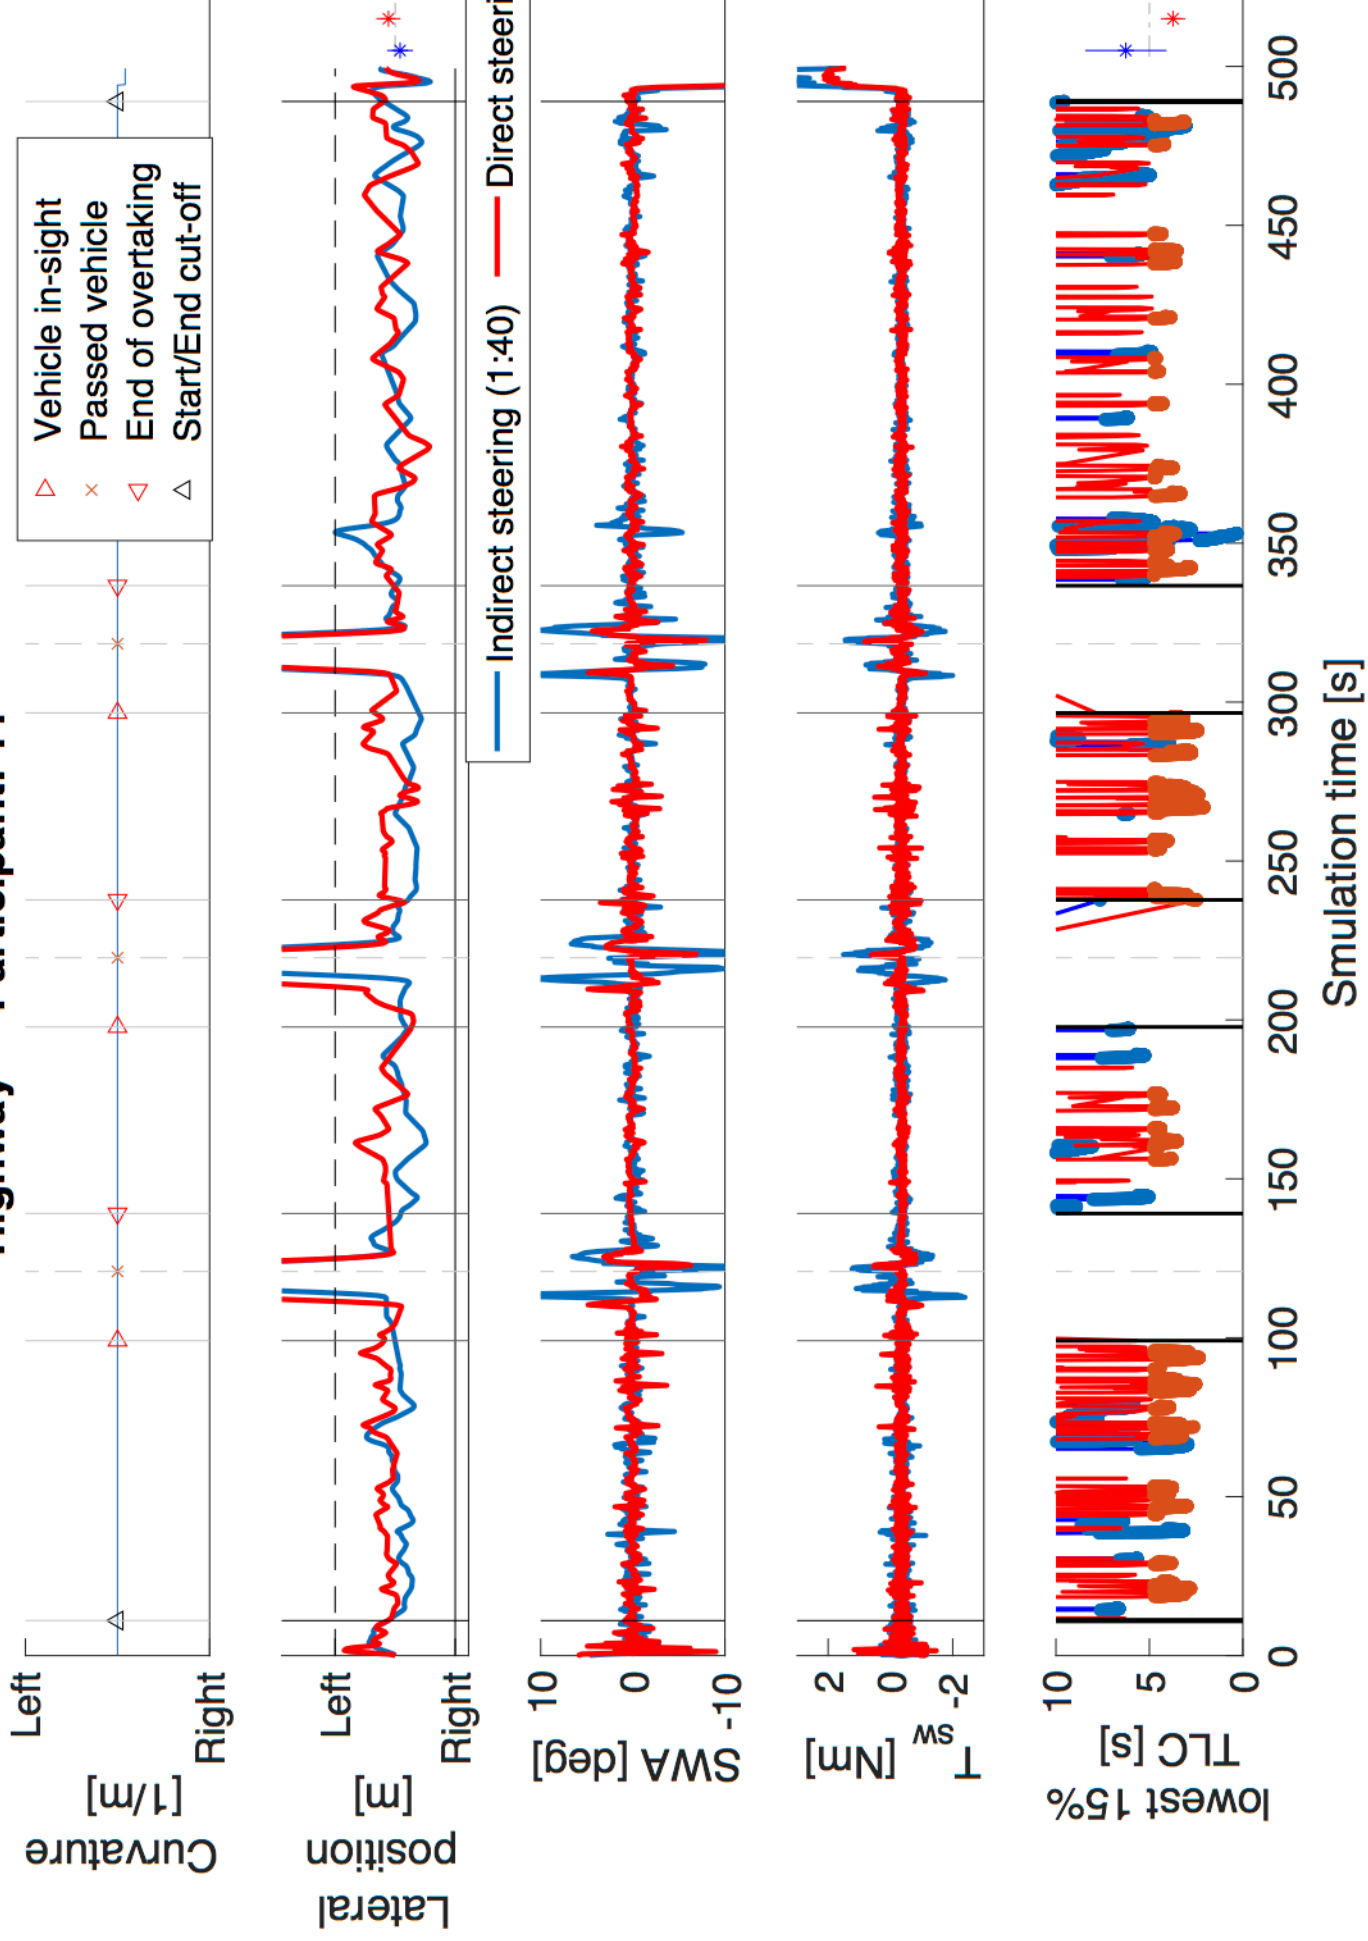 Left
Right
Curvature
[1/m]
Vehicle in-sight
Passed vehicle
End of overtaking
Start/End cut-off
Left
Right
Lateral
position
[m]
Indirect steering (1:40)
Direct
10
0
-10
SWA [deg]
2
0
-2
T_sw [Nm]
10
5
0
lowest 15%
TLC [s]
0
50
100
150
200
250
300
350
400
450
500
Smulation time [s]